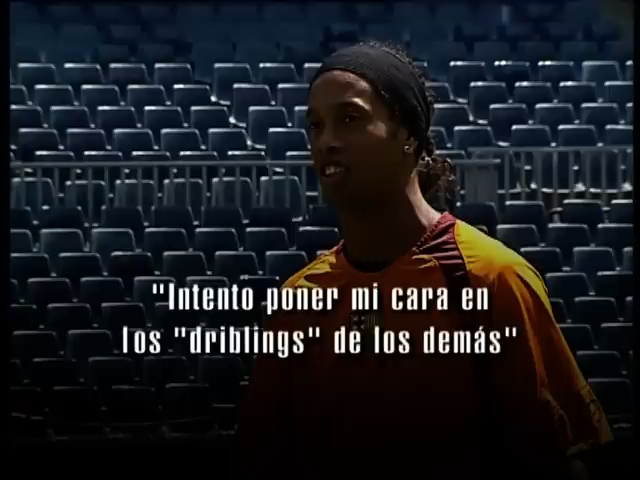 "Intento poner mi cara en
los "driblings" de los demás"